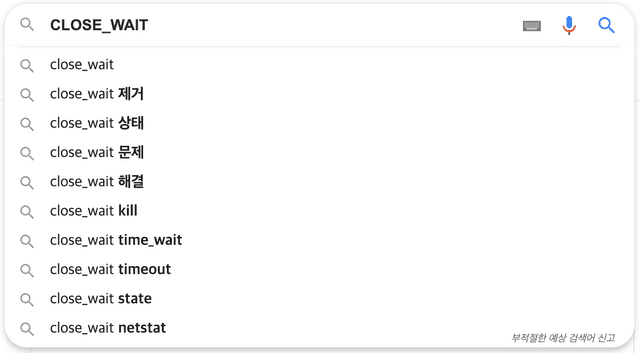 CLOSE_WAIT
close_wait
close_wait 제거
close_wait 상태
close_wait 문제
close_wait 해결
close_wait kill
close_wait time_wait
close_wait timeout
close_wait state
close_wait netstat
부적절한 예상 검색어 신고